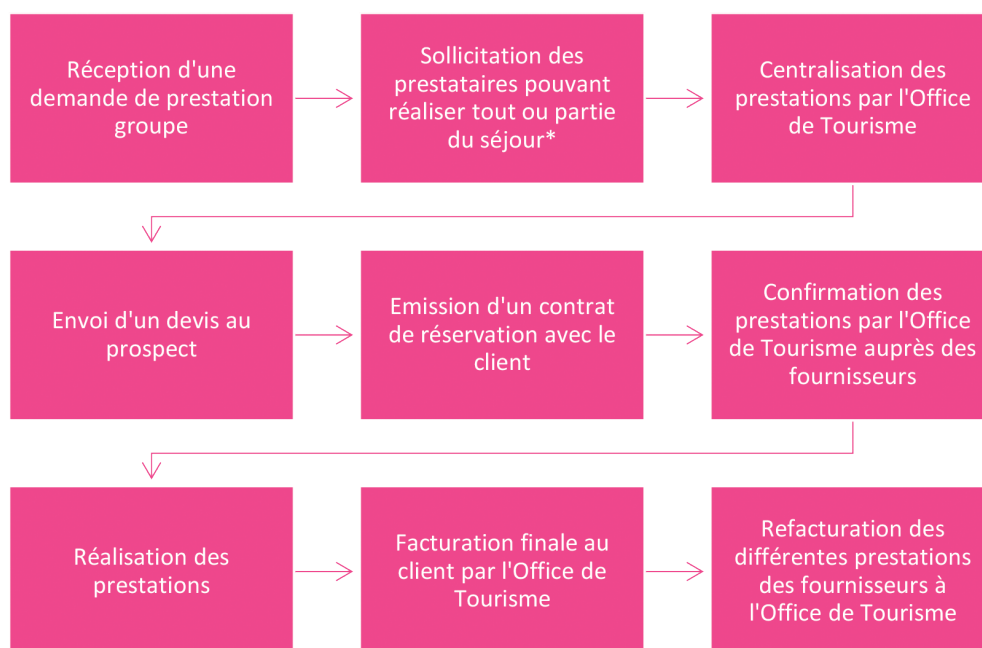 Réception d'une
demande de prestation
groupe
Sollicitation des
prestataires pouvant
réaliser tout ou partie
du séjour*
Centralisation des
prestations par l'Office
de Tourisme
Envoi d'un devis au
prospect
Emission d'un contrat
de réservation avec le
client
Confirmation des
prestations par l'Office
de Tourisme auprès des
fournisseurs
Réalisation des
prestations
Facturation finale au
client par l'Office de
Tourisme
Refacturation des
différentes prestations
des fournisseurs à
l'Office de Tourisme